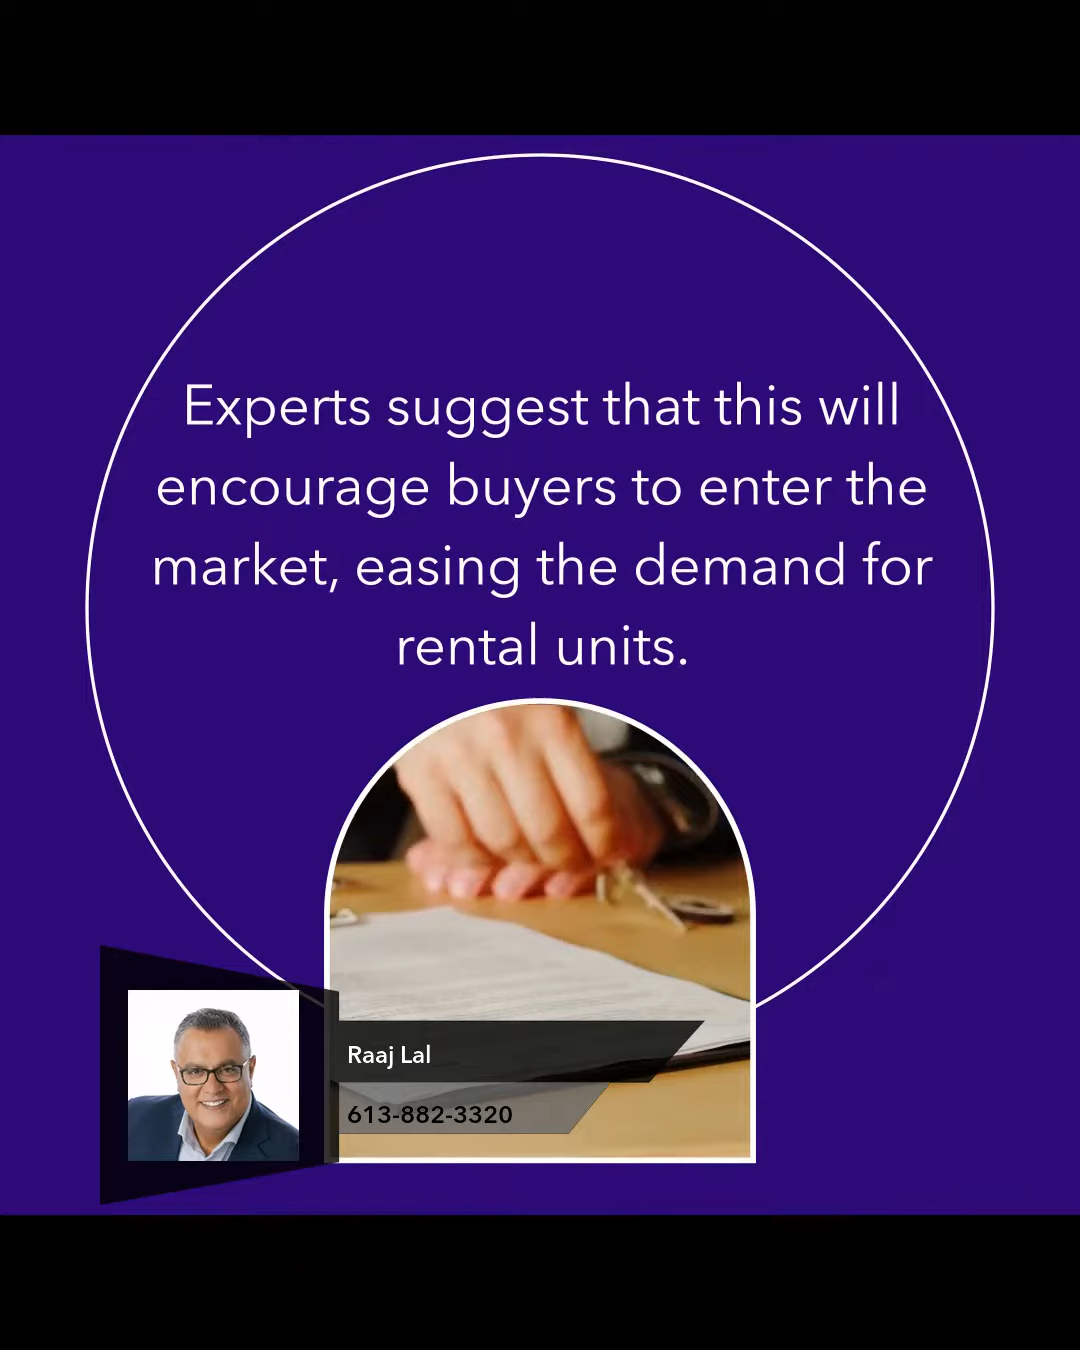 Experts suggest that this will
encourage buyers to enter the
market, easing the demand for
rental units.
Raaj Lal
613-882-3320